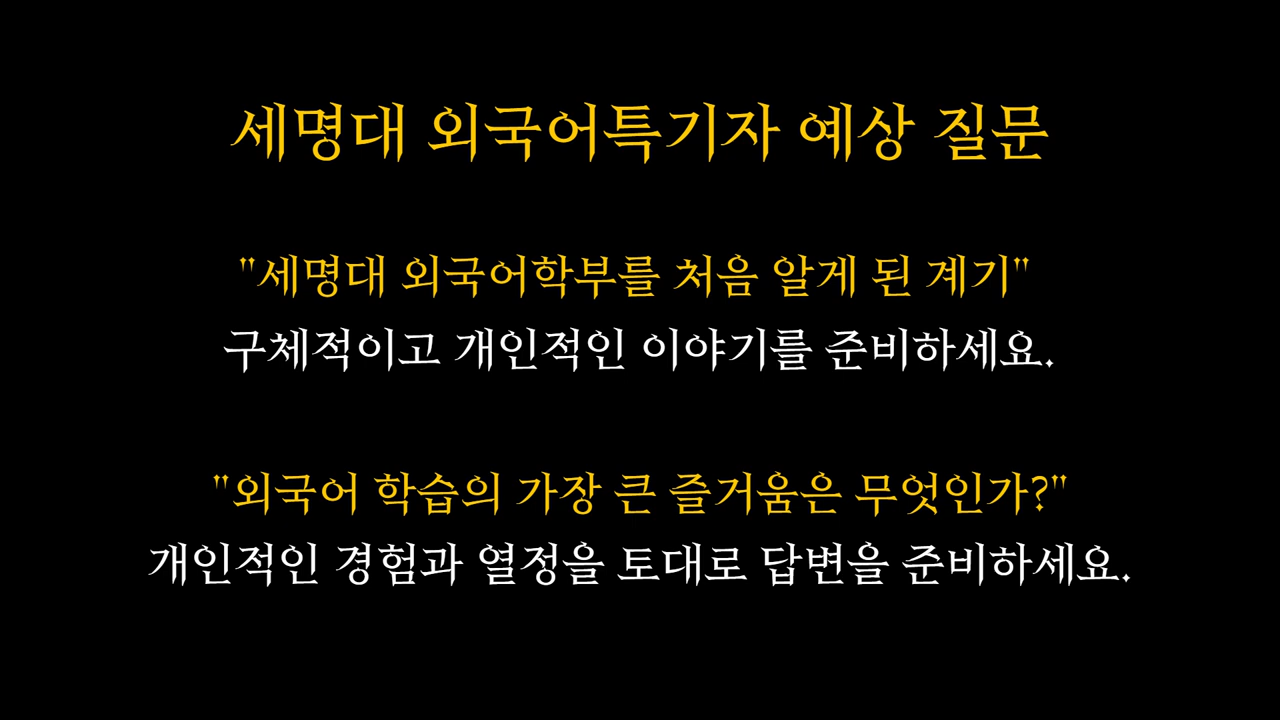 세명대 외국어특기자 예상 질문
"세명대 외국어학부를 처음 알게 된 계기"
구체적이고 개인적인 이야기를 준비하세요.
"외국어 학습의 가장 큰 즐거움은 무엇인가?"
개인적인 경험과 열정을 토대로 답변을 준비하세요.